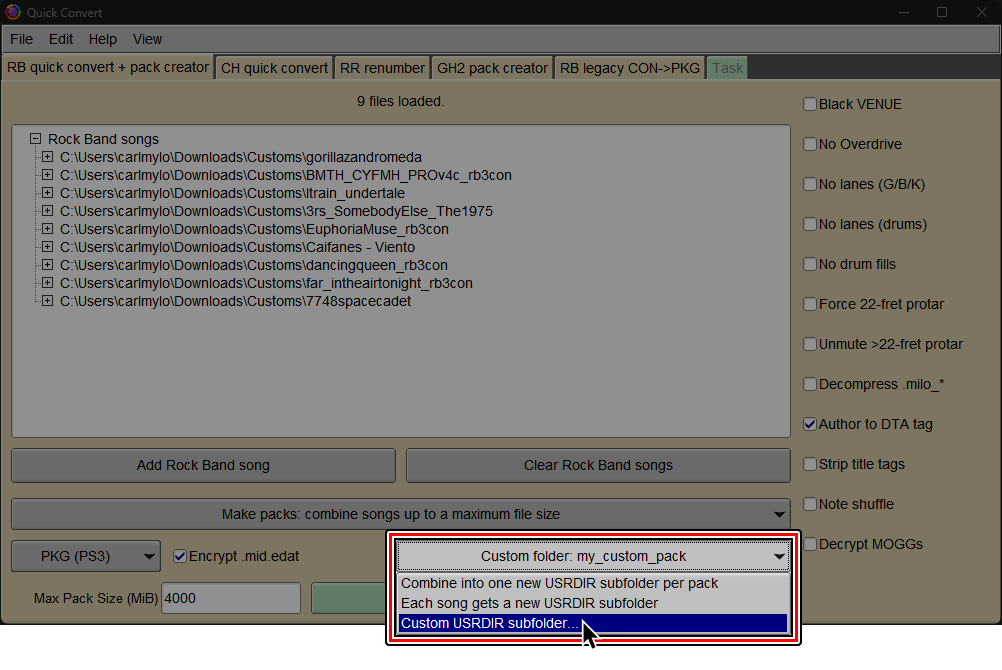 Quick Convert
File Edit Help View
RB quick convert + pack creator CH quick convert RR renumber GH2 pack creator RB legacy CON->PKG Task
9 files loaded.
Rock Band songs
C:\Users\carlmylo\Downloads\Customs\gorillazandromeda
C:\Users\carlmylo\Downloads\Customs\BMTH_CYFMH_PROv4c_rb3con
C:\Users\carlmylo\Downloads\Customs\ltrain_undertale
C:\Users\carlmylo\Downloads\Customs\3rs_SomebodyElse_The1975
C:\Users\carlmylo\Downloads\Customs\EuphoriaMuse_rb3con
C:\Users\carlmylo\Downloads\Customs\Caifanes - Viento
C:\Users\carlmylo\Downloads\Customs\dancingqueen_rb3con
C:\Users\carlmylo\Downloads\Customs\far_intheairtonight_rb3con
C:\Users\carlmylo\Downloads\Customs\7748spacecadet
Add Rock Band song Clear Rock Band songs
Make packs: combine songs up to a maximum file size
PKG (PS3) Encrypt .mid.edat Custom folder: my_custom_pack
Combine into one new USRDIR subfolder per pack
Each song gets a new USRDIR subfolder
Custom USRDIR subfolder...
Max Pack Size (MiB) 4000
Black VENUE
No Overdrive
No lanes (G/B/K)
No lanes (drums)
No drum fills
Force 22-fret protar
Unmute >22-fret protar
Decompress .milo_*
Author to DTA tag
Strip title tags
Note shuffle
Decrypt MOGGs